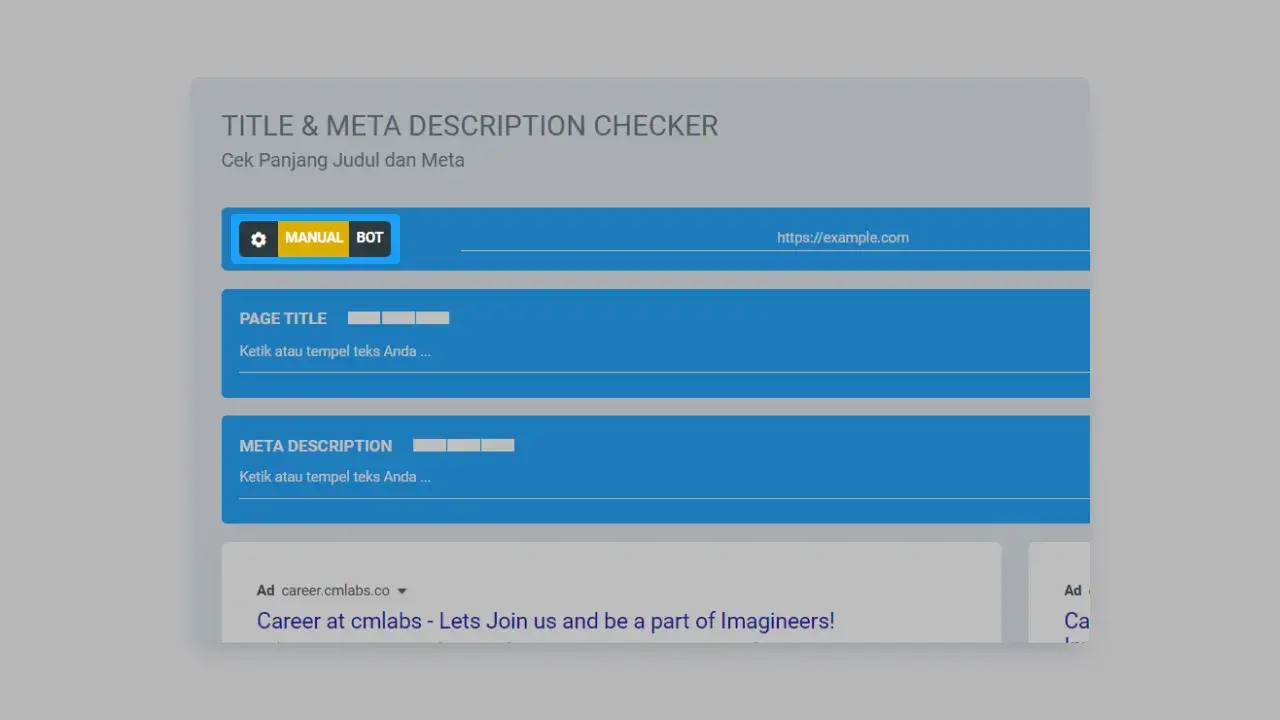 TITLE & META DESCRIPTION CHECKER
Cek Panjang Judul dan Meta
MANUAL BOT https://example.com
PAGE TITLE
Ketik atau tempel teks Anda ...
META DESCRIPTION
Ketik atau tempel teks Anda ...
Ad career.cmlabs.co
Career at cmlabs - Lets Join us and be a part of Imagineers!
Ad
Ca